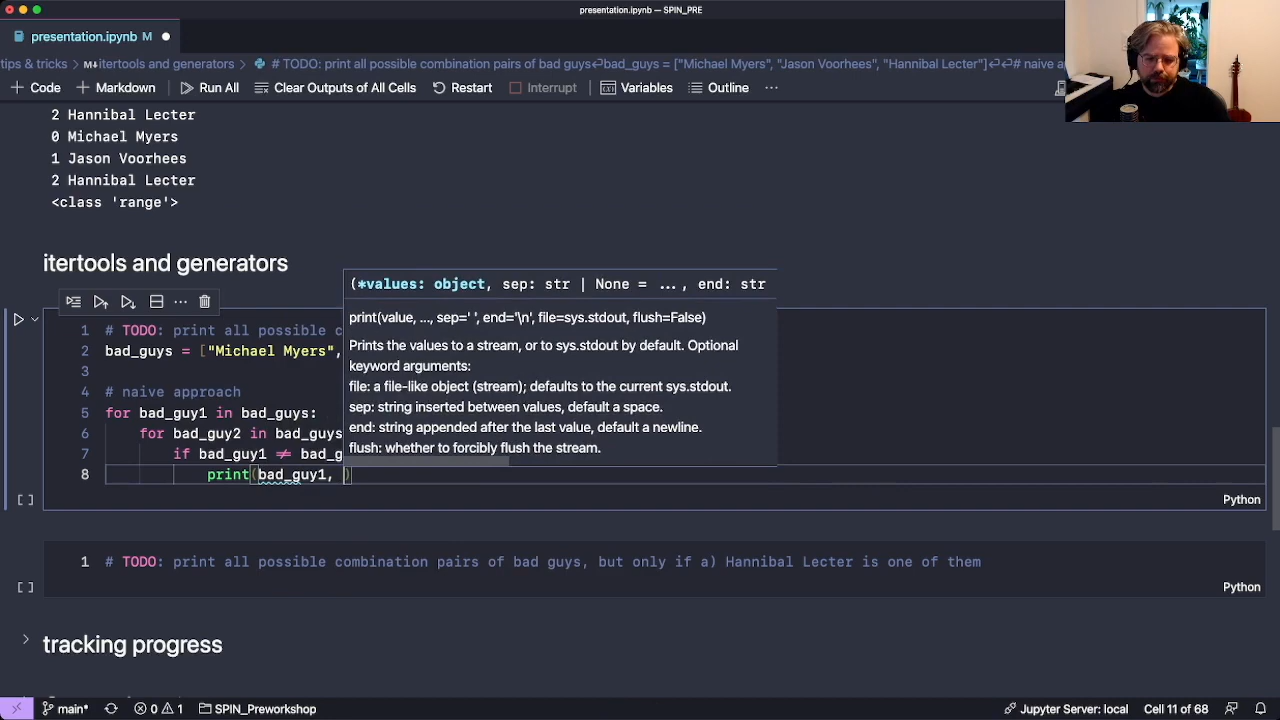 presentation.ipynb — SPIN_PRE
presentation.ipynb M
tips & tricks > M↓itertools and generators > # TODO: print all possible combination pairs of bad guys↵bad_guys = ["Michael Myers", "Jason Voorhees", "Hannibal Lecter"]↵↵# naive a
+ Code + Markdown Run All Clear Outputs of All Cells Restart Interrupt Variables Outline ···
2 Hannibal Lecter
0 Michael Myers
1 Jason Voorhees
2 Hannibal Lecter
<class 'range'>
itertools and generators
(*values: object, sep: str | None = ..., end: str
print(value, ..., sep=' ', end='\n', file=sys.stdout, flush=False)
Prints the values to a stream, or to sys.stdout by default. Optional
keyword arguments:
file: a file-like object (stream); defaults to the current sys.stdout.
sep: string inserted between values, default a space.
end: string appended after the last value, default a newline.
flush: whether to forcibly flush the stream.
1 # TODO: print all possible c
2 bad_guys = ["Michael Myers",
3
4 # naive approach
5 for bad_guy1 in bad_guys:
6 for bad_guy2 in bad_guys
7 if bad_guy1 ≠ bad_g
8 print(bad_guy1, )
[ ]
Python
1 # TODO: print all possible combination pairs of bad guys, but only if a) Hannibal Lecter is one of them
[ ]
Python
tracking progress
main* 0 1 SPIN_Preworkshop Jupyter Server: local Cell 11 of 68